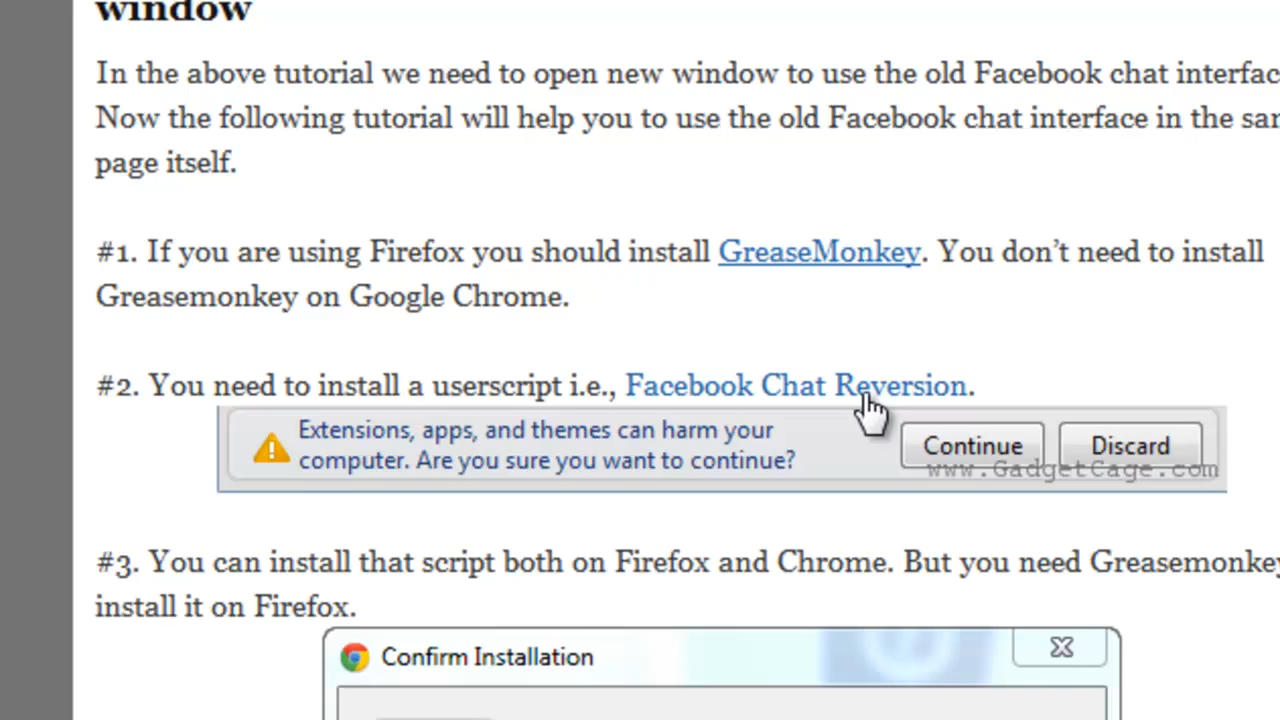 window
In the above tutorial we need to open new window to use the old Facebook chat
Now the following tutorial will help you to use the old Facebook chat interface in the
page itself.
#1. If you are using Firefox you should install GreaseMonkey. You don’t need to install
Greasemonkey on Google Chrome.
#2. You need to install a userscript i.e., Facebook Chat Reversion.
Extensions, apps, and themes can harm your
computer. Are you sure you want to continue?
Continue
Discard
www.GadgetCage.com
#3. You can install that script both on Firefox and Chrome. But you need Greasemonkey
install it on Firefox.
Confirm Installation